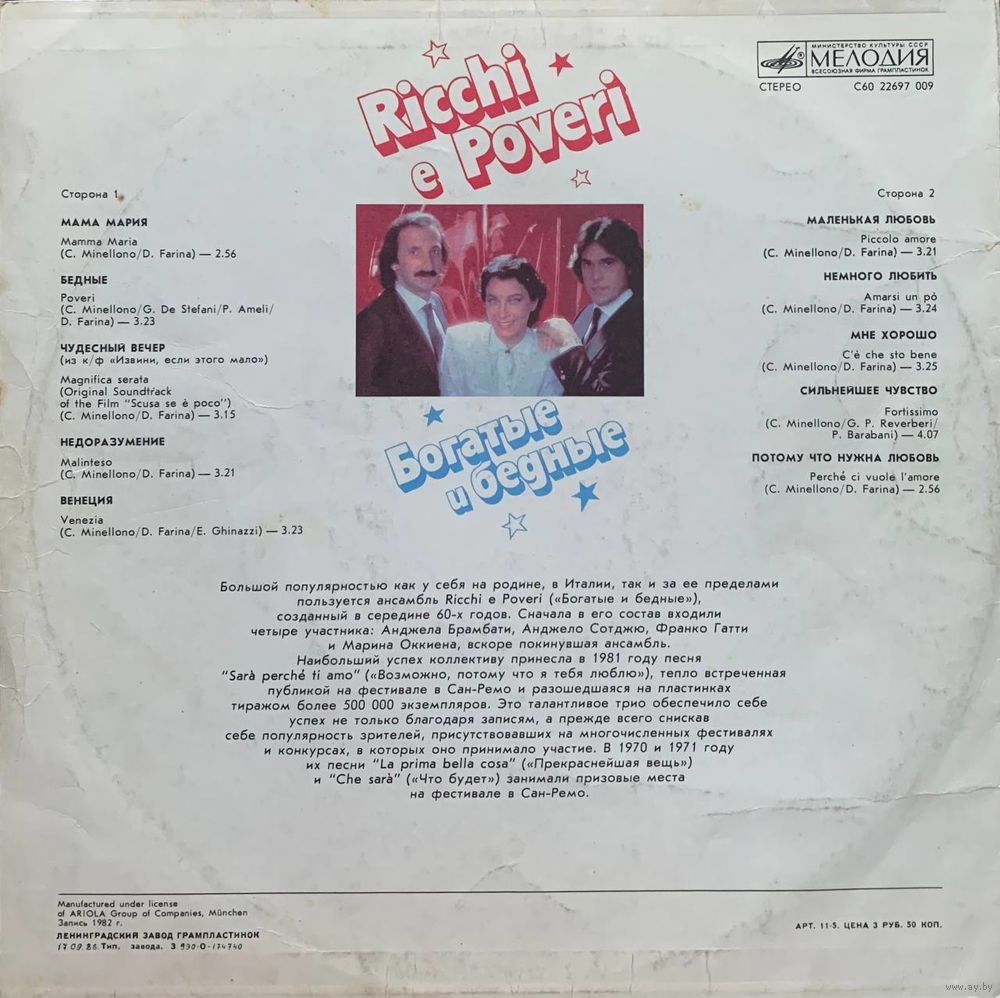 Ricchi
e Poveri
МИНИСТЕРСТВО КУЛЬТУРЫ СССР
МЕЛОДИЯ
ВСЕСОЮЗНАЯ ФИРМА ГРАМПЛАСТИНОК
СТЕРЕО
С60 22697 009
Сторона 1
МАМА МАРИЯ
Mamma Maria
(C. Minellono/D. Farina) — 2.56
БЕДНЫЕ
Poveri
(C. Minellono/G. De Stefani/P. Ameli/
D. Farina) — 3.23
ЧУДЕСНЫЙ ВЕЧЕР
(из к/ф «Извини, если этого мало»)
Magnifica serata
(Original Soundtrack
of the Film "Scusa se è poco")
(C. Minellono/D. Farina) — 3.15
НЕДОРАЗУМЕНИЕ
Malinteso
(C. Minellono/D. Farina) — 3.21
ВЕНЕЦИЯ
Venezia
(C. Minellono/D. Farina/E. Ghinazzi) — 3.23
Сторона 2
МАЛЕНЬКАЯ ЛЮБОВЬ
Piccolo amore
(C. Minellono/D. Farina) — 3.21
НЕМНОГО ЛЮБИТЬ
Amarsi un pò
(C. Minellono/D. Farina) — 3.24
МНЕ ХОРОШО
C'è che sto bene
(C. Minellono/D. Farina) — 3.25
СИЛЬНЕЙШЕЕ ЧУВСТВО
Fortissimo
(C. Minellono/G. P. Reverberi/
P. Barabani) — 4.07
ПОТОМУ ЧТО НУЖНА ЛЮБОВЬ
Perché ci vuole l'amore
(C. Minellono/D. Farina) — 2.56
Богатые
и бедные
Большой популярностью как у себя на родине, в Италии, так и за ее пределами
пользуется ансамбль Ricchi e Poveri («Богатые и бедные»),
созданный в середине 60-х годов. Сначала в его состав входили
четыре участника: Анджела Брамбати, Анджело Сотджю, Франко Гатти
и Марина Оккиена, вскоре покинувшая ансамбль.
Наибольший успех коллективу принесла в 1981 году песня
"Sarà perché ti amo" («Возможно, потому что я тебя люблю»), тепло встреченная
публикой на фестивале в Сан-Ремо и разошедшаяся на пластинках
тиражом более 500 000 экземпляров. Это талантливое трио обеспечило себе
успех не только благодаря записям, а прежде всего снискав
себе популярность зрителей, присутствовавших на многочисленных фестивалях
и конкурсах, в которых оно принимало участие. В 1970 и 1971 году
их песни "La prima bella cosa" («Прекраснейшая вещь»)
и "Che sarà" («Что будет») занимали призовые места
на фестивале в Сан-Ремо.
Manufactured under license
of ARIOLA Group of Companies, München
Запись 1982 г.
ЛЕНИНГРАДСКИЙ ЗАВОД ГРАМПЛАСТИНОК
17.09.86 Тип. завода. З 930-0-174740
АРТ. 11-5. ЦЕНА 3 РУБ. 50 КОП.
www.ay.by